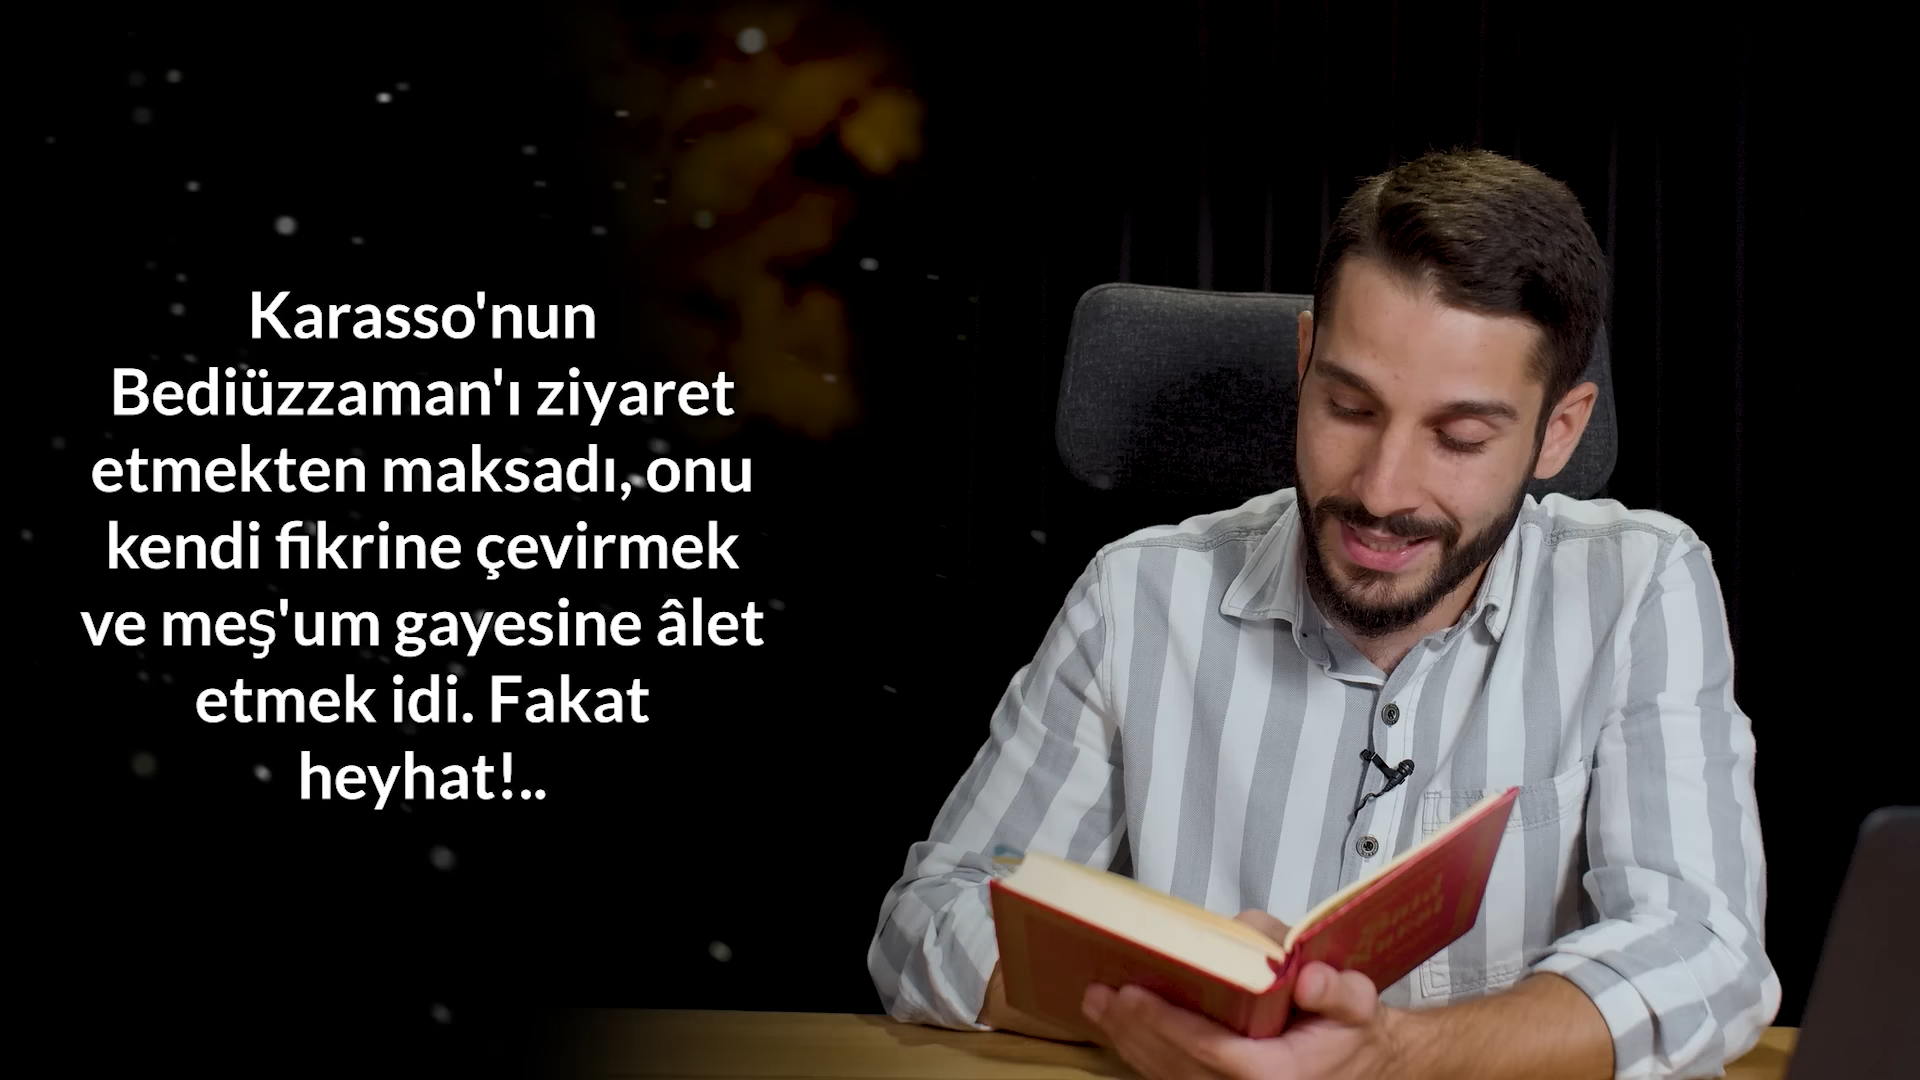 Karasso'nun
Bediüzzaman'ı ziyaret
etmekten maksadı, onu
kendi fikrine çevirmek
ve meş'um gayesine âlet
etmek idi. Fakat
heyhat!..